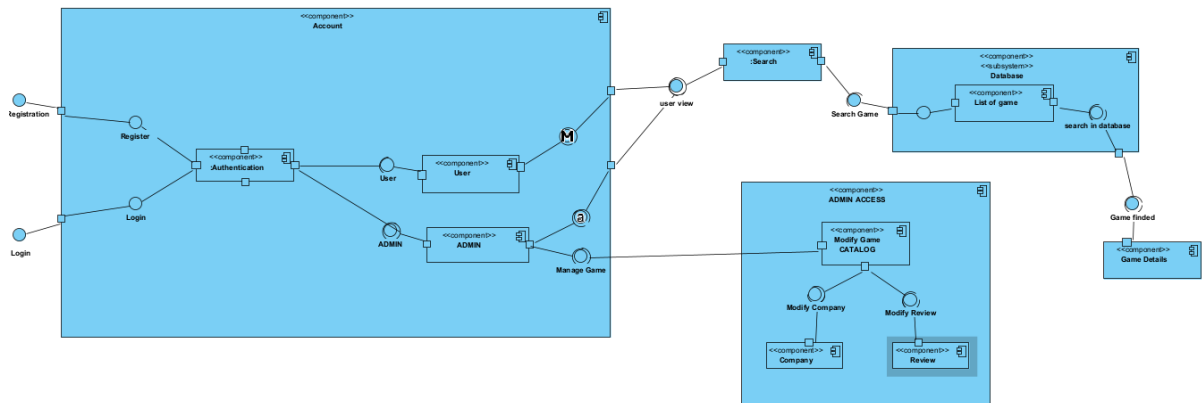 <<component>>
Account
Registration
Register
<<component>>
:Authentication
Login
Login
User
<<component>>
User
M
ADMIN
<<component>>
ADMIN
a
Manage Game
user view
<<component>>
:Search
Search Game
<<component>>
<<subsystem>>
Database
<<component>>
List of game
search in database
Game finded
<<component>>
Game Details
<<component>>
ADMIN ACCESS
<<component>>
Modify Game
CATALOG
Modify Company
Modify Review
<<component>>
Company
<<component>>
Review